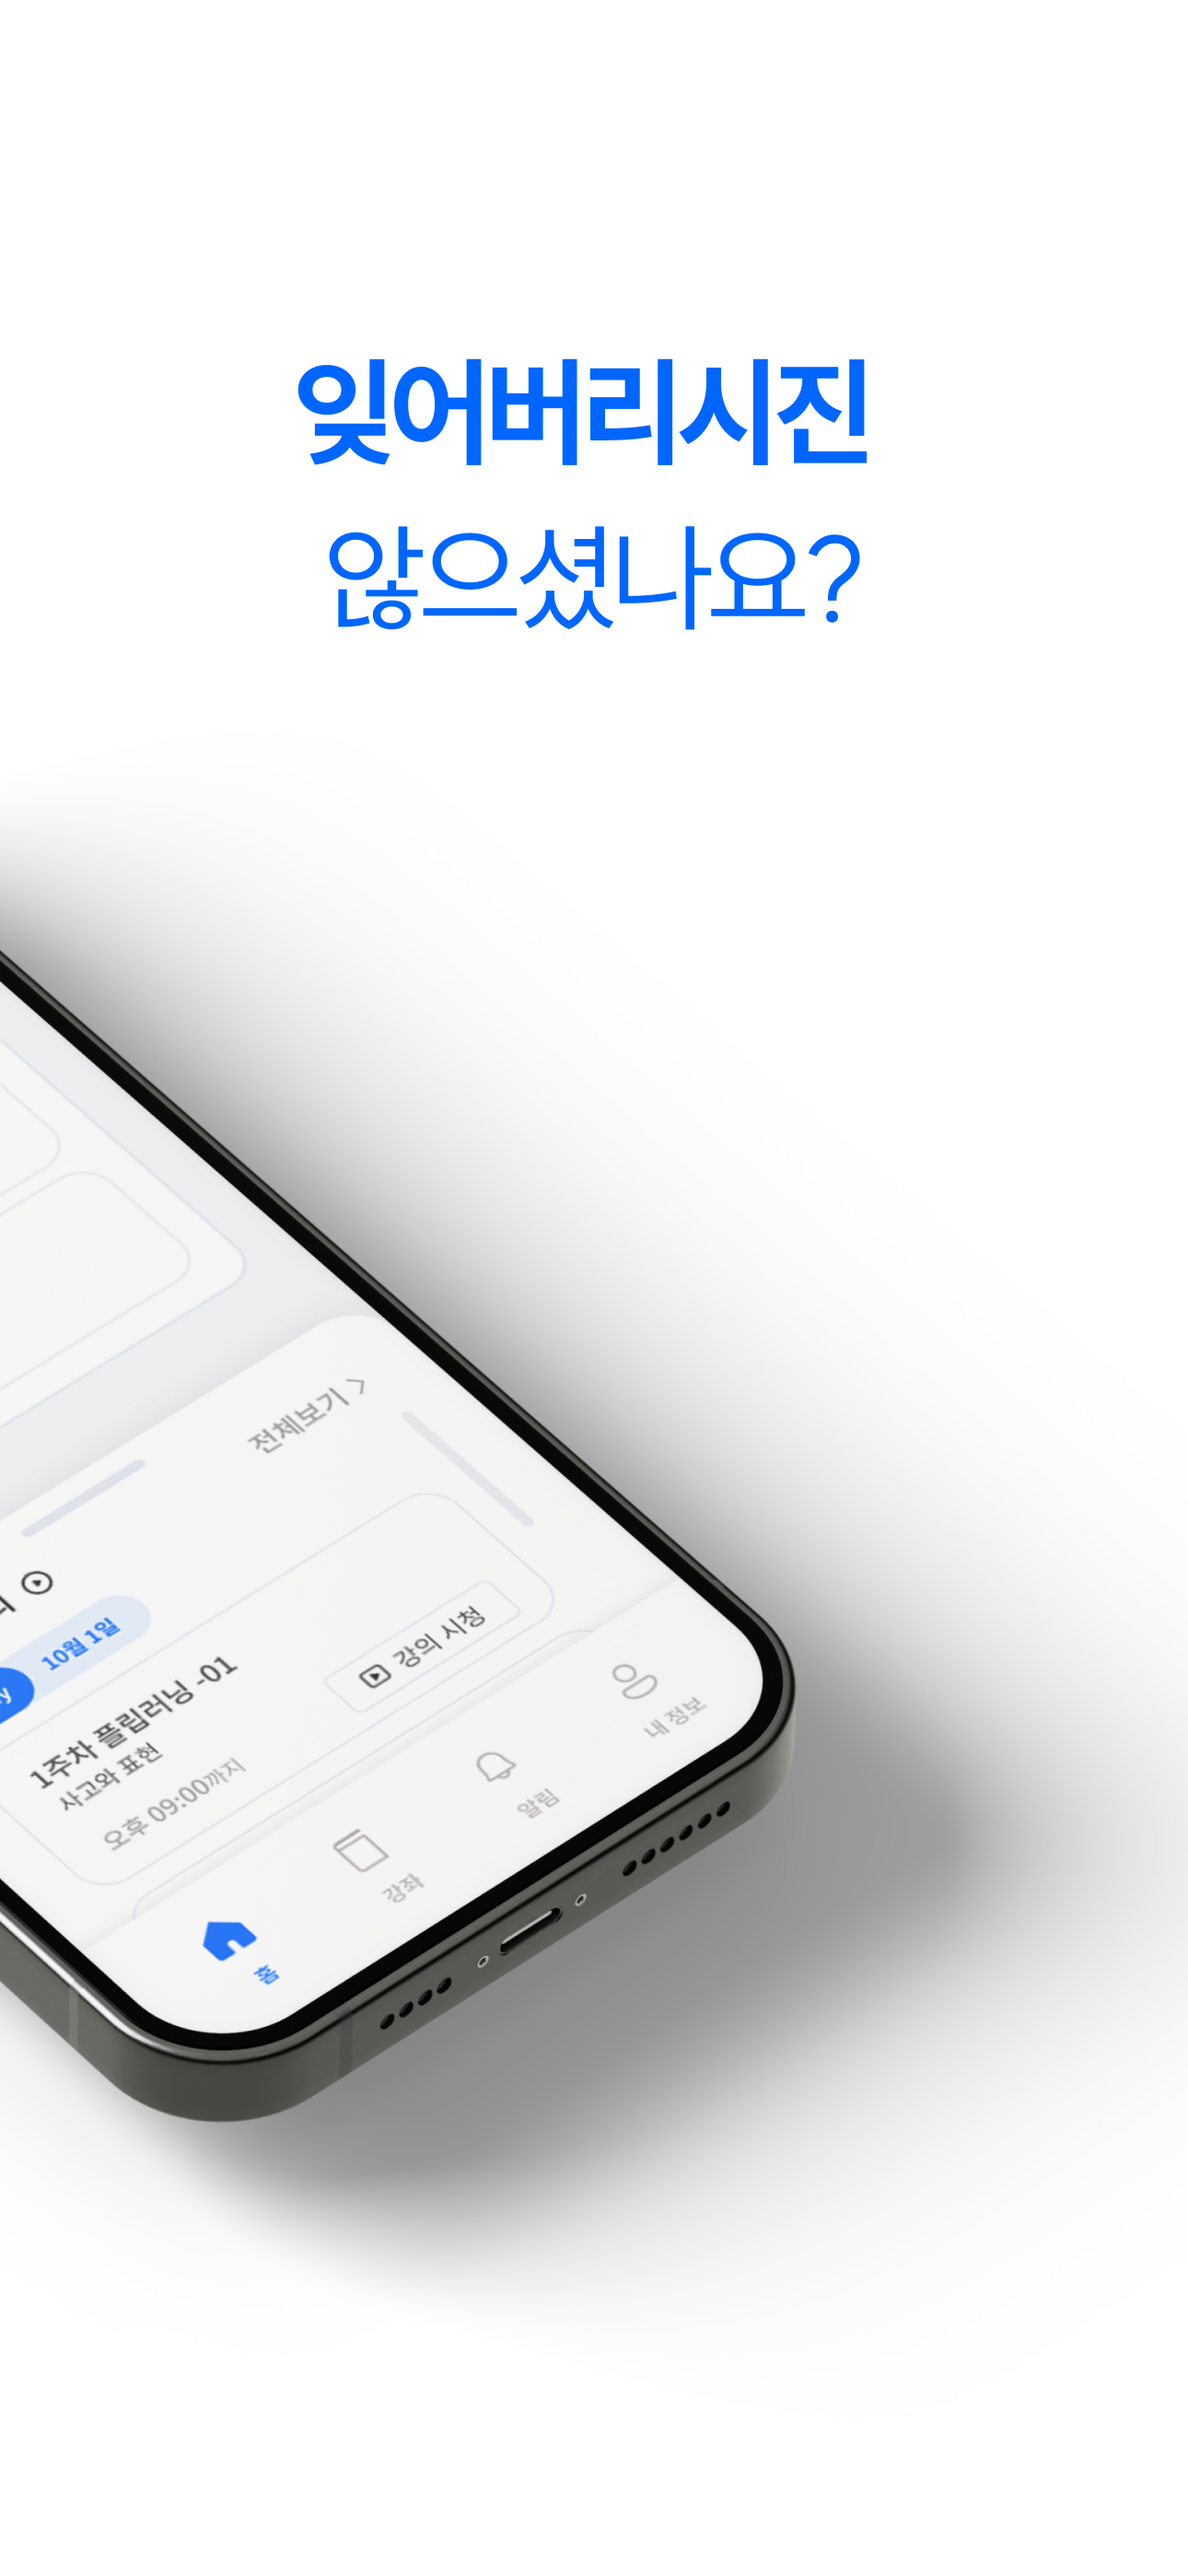 잊어버리시진
않으셨나요?
전체보기 >
10월 1일
1주차 플립러닝 -01
사고와 표현
오후 09:00까지
강의 시청
홈
강좌
알림
내 정보